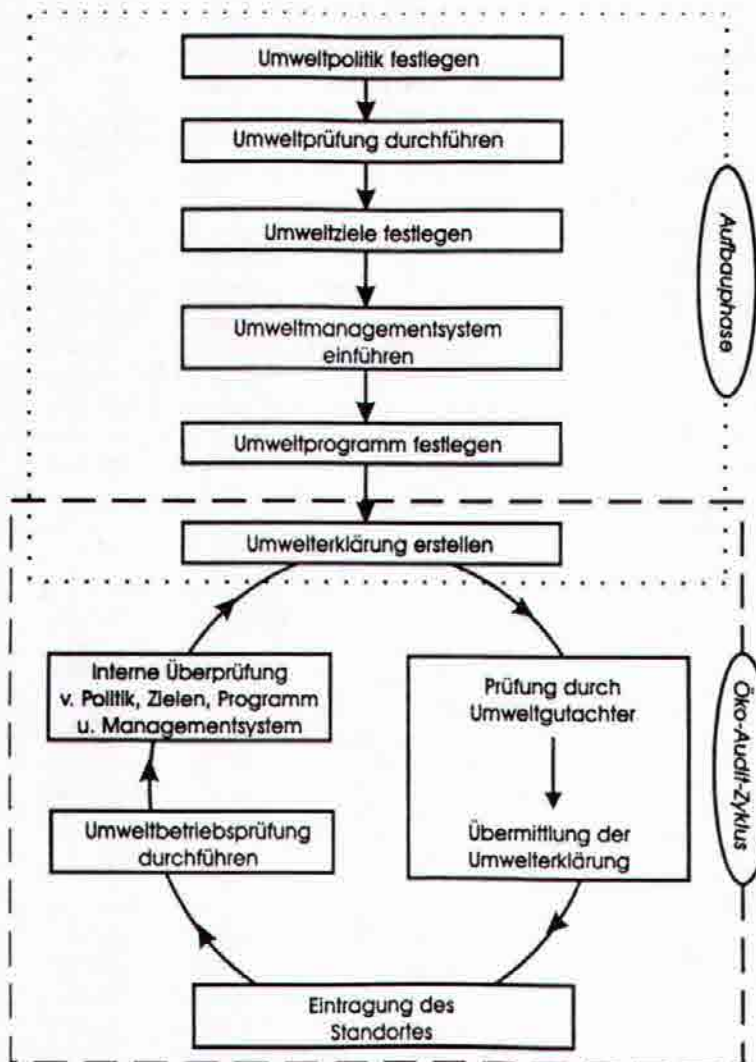 Umweltpolitik festlegen
Umweltprüfung durchführen
Umweltziele festlegen
Umweltmanagementsystem
einführen
Umweltprogramm festlegen
Aufbauphase
Umwelterklärung erstellen
Interne Überprüfung
v. Politik, Zielen, Programm
u. Managementsystem
Prüfung durch
Umweltgutachter
Umweltbetriebsprüfung
durchführen
Übermittlung der
Umwelterklärung
Öko-Audit-Zyklus
Eintragung des
Standortes